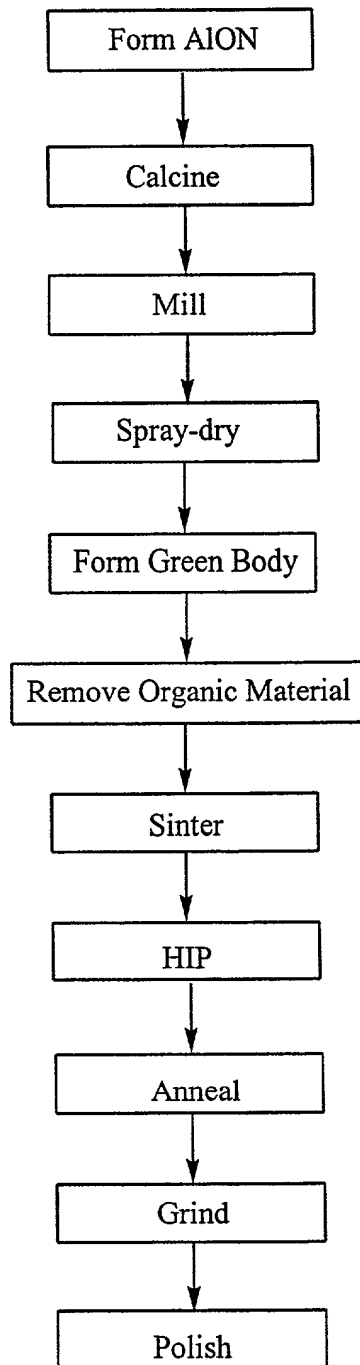 Form AlON
Calcine
Mill
Spray-dry
Form Green Body
Remove Organic Material
Sinter
HIP
Anneal
Grind
Polish